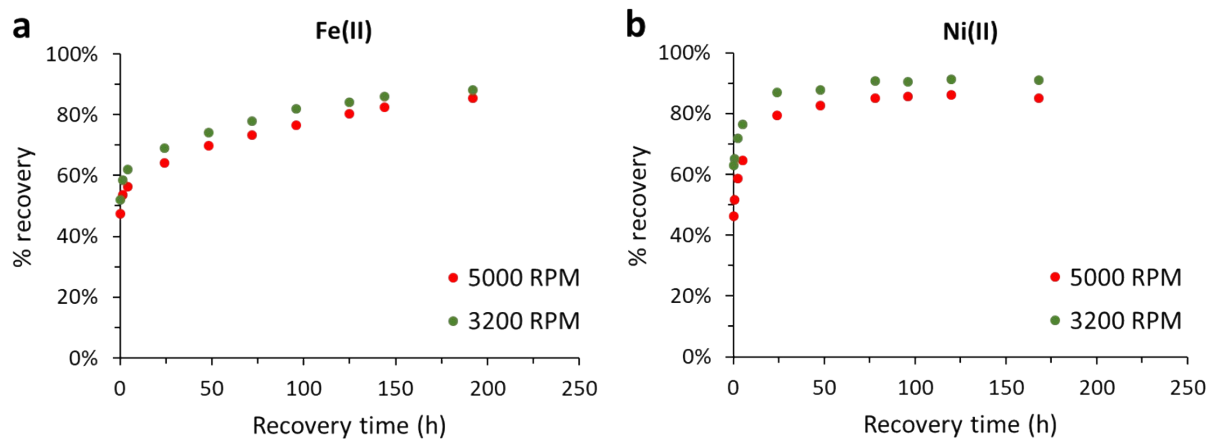 a
Fe(II)
% recovery
100%
80%
60%
40%
20%
0%
5000 RPM
3200 RPM
0 50 100 150 200 250
Recovery time (h)
b
Ni(II)
% recovery
100%
80%
60%
40%
20%
0%
5000 RPM
3200 RPM
0 50 100 150 200 250
Recovery time (h)